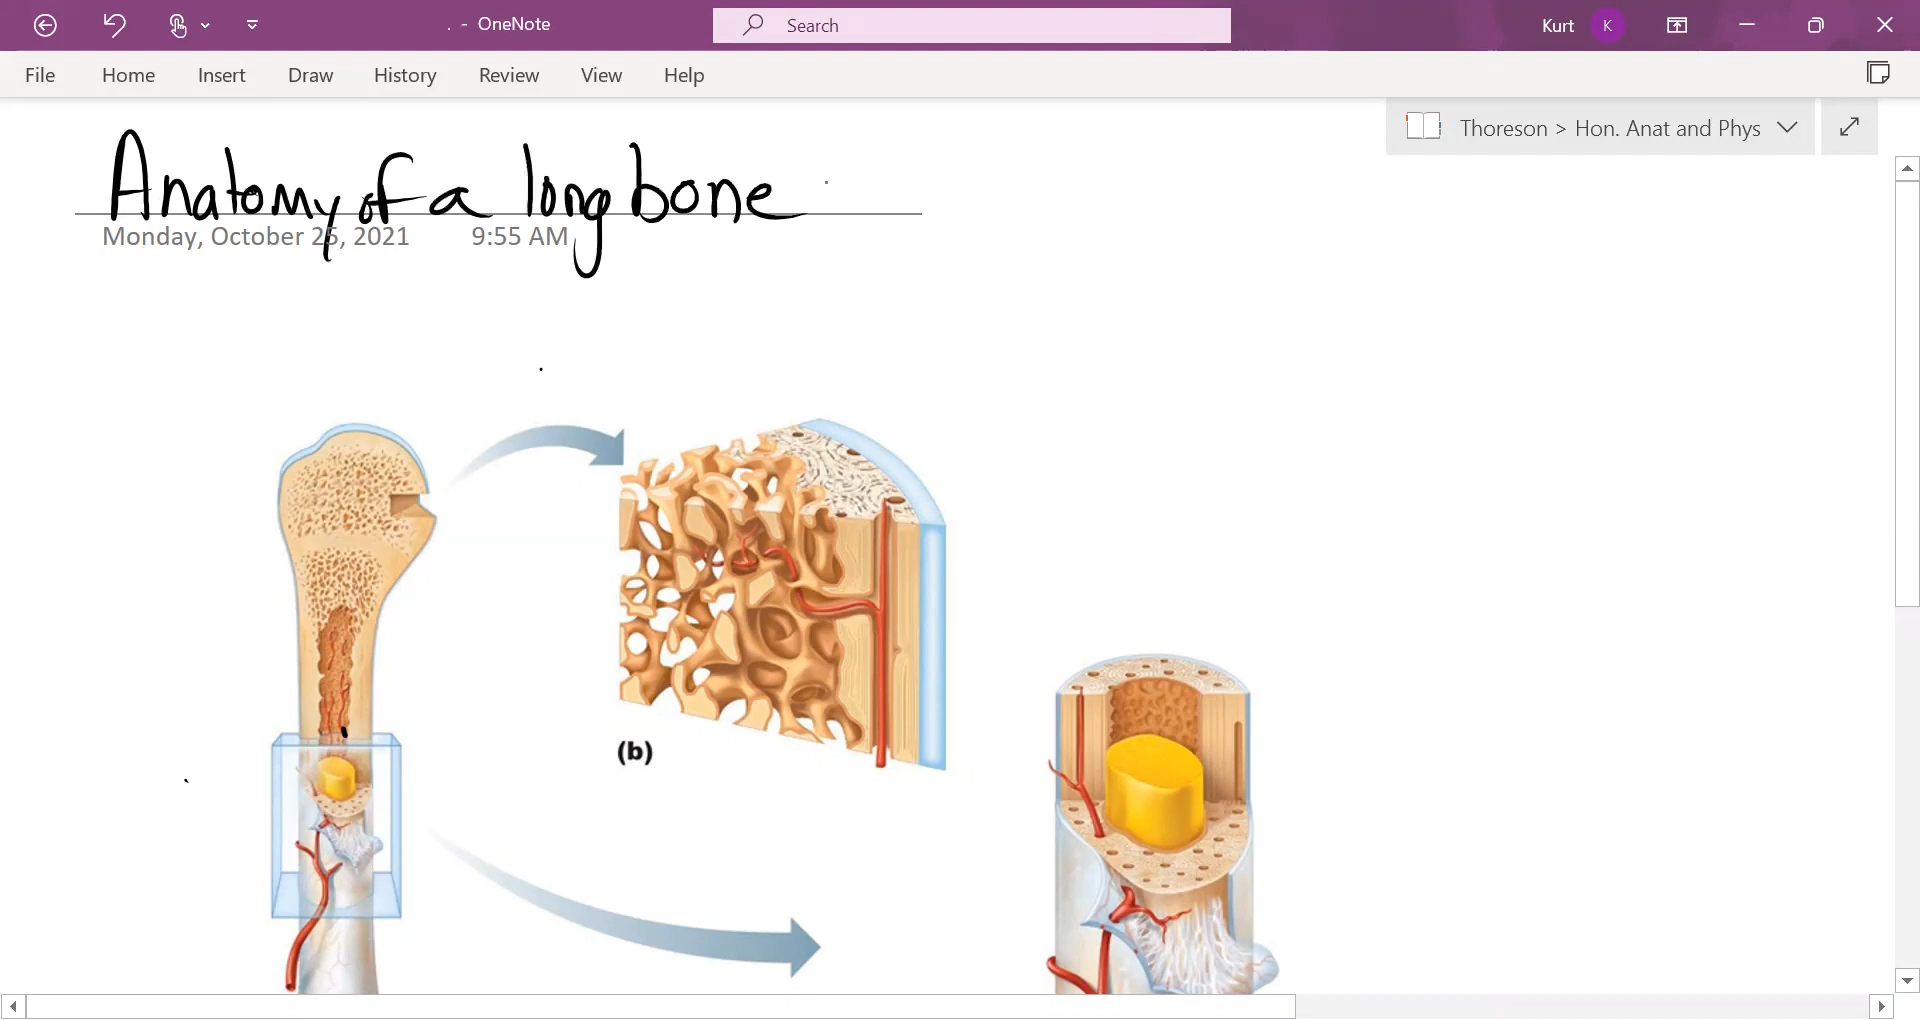 . - OneNote
Search
Kurt
K
File Home Insert Draw History Review View Help
Thoreson > Hon. Anat and Phys
Anatomy of a long bone
Monday, October 25, 2021 9:55 AM
(b)